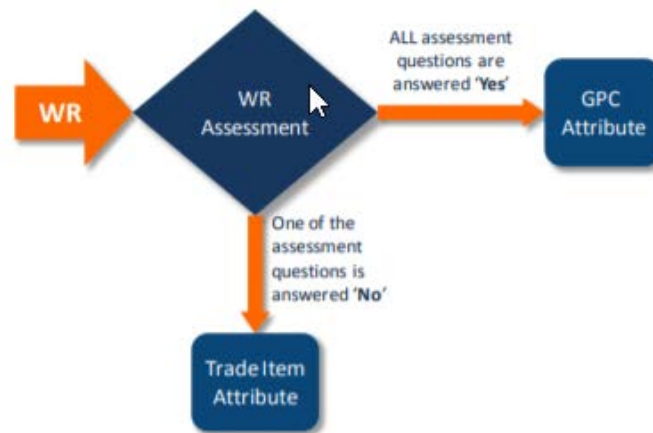 WR
WR
Assessment
ALL assessment
questions are
answered ‘Yes’
GPC
Attribute
One of the
assessment
questions is
answered ‘No’
Trade Item
Attribute